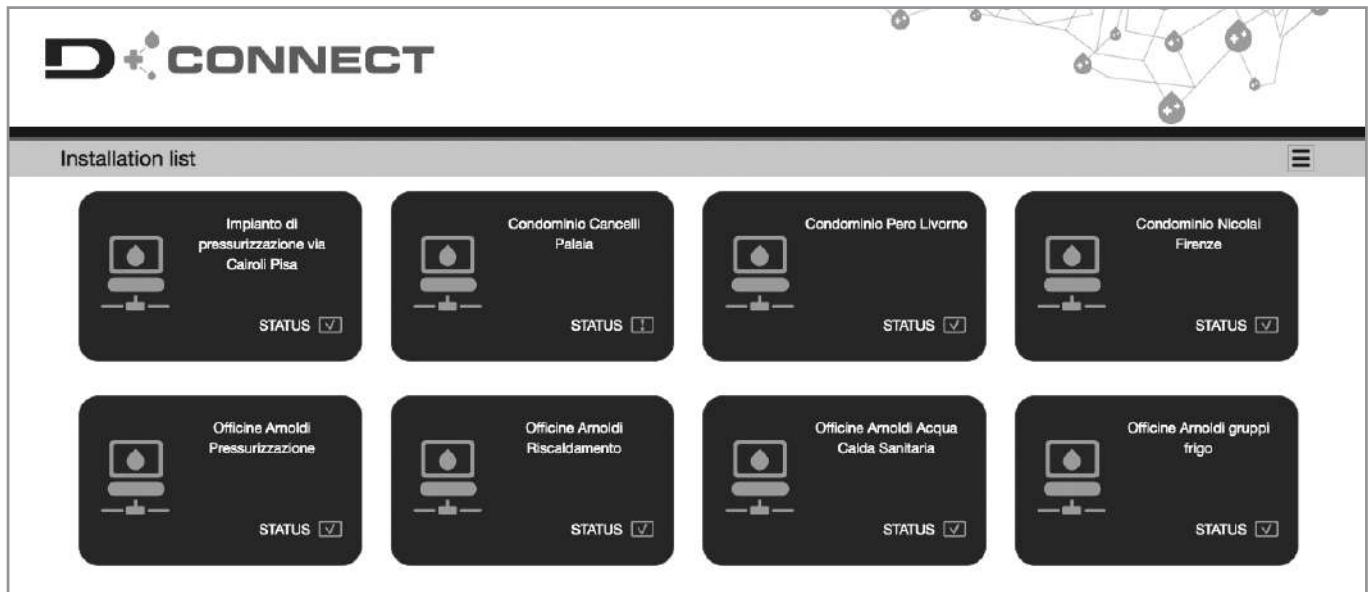 D CONNECT
Installation list
Impianto di
pressurizzazione via
Cairoli Pisa
STATUS
Condominio Cancelli
Palaia
STATUS
Condominio Pero Livorno
STATUS
Condominio Nicolai
Firenze
STATUS
Officine Arnoldi
Pressurizzazione
STATUS
Officine Arnoldi
Riscaldamento
STATUS
Officine Arnoldi Acqua
Calda Sanitaria
STATUS
Officine Arnoldi gruppi
frigo
STATUS